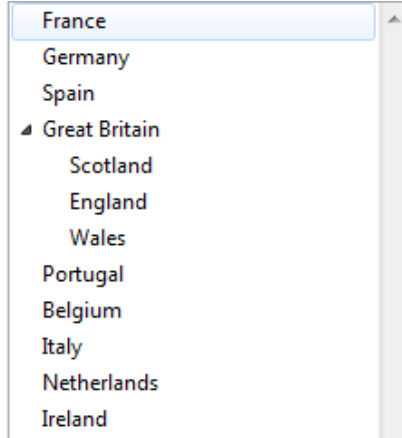 France
Germany
Spain
Great Britain
Scotland
England
Wales
Portugal
Belgium
Italy
Netherlands
Ireland